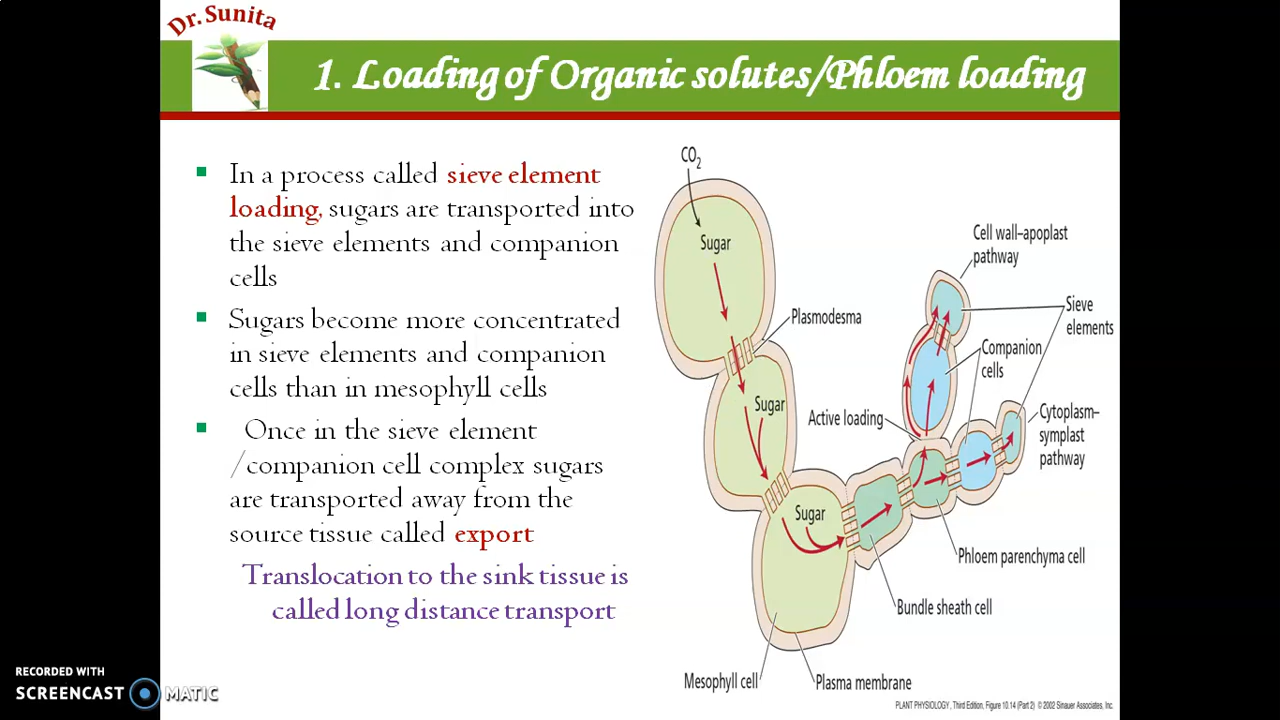 Dr. Sunita
1. Loading of Organic solutes/Phloem loading
In a process called sieve element
loading, sugars are transported into
the sieve elements and companion
cells
Sugars become more concentrated
in sieve elements and companion
cells than in mesophyll cells
Once in the sieve element
/companion cell complex sugars
are transported away from the
source tissue called export
Translocation to the sink tissue is
called long distance transport
CO2
Sugar
Plasmodesma
Sugar
Active loading
Sugar
Cell wall–apoplast
pathway
Sieve
elements
Companion
cells
Cytoplasm–
symplast
pathway
Phloem parenchyma cell
Bundle sheath cell
Mesophyll cell
Plasma membrane
PLANT PHYSIOLOGY, Third Edition, Figure 10.14 (Part 2) © 2002 Sinauer Associates, Inc.
RECORDED WITH
SCREENCAST MATIC